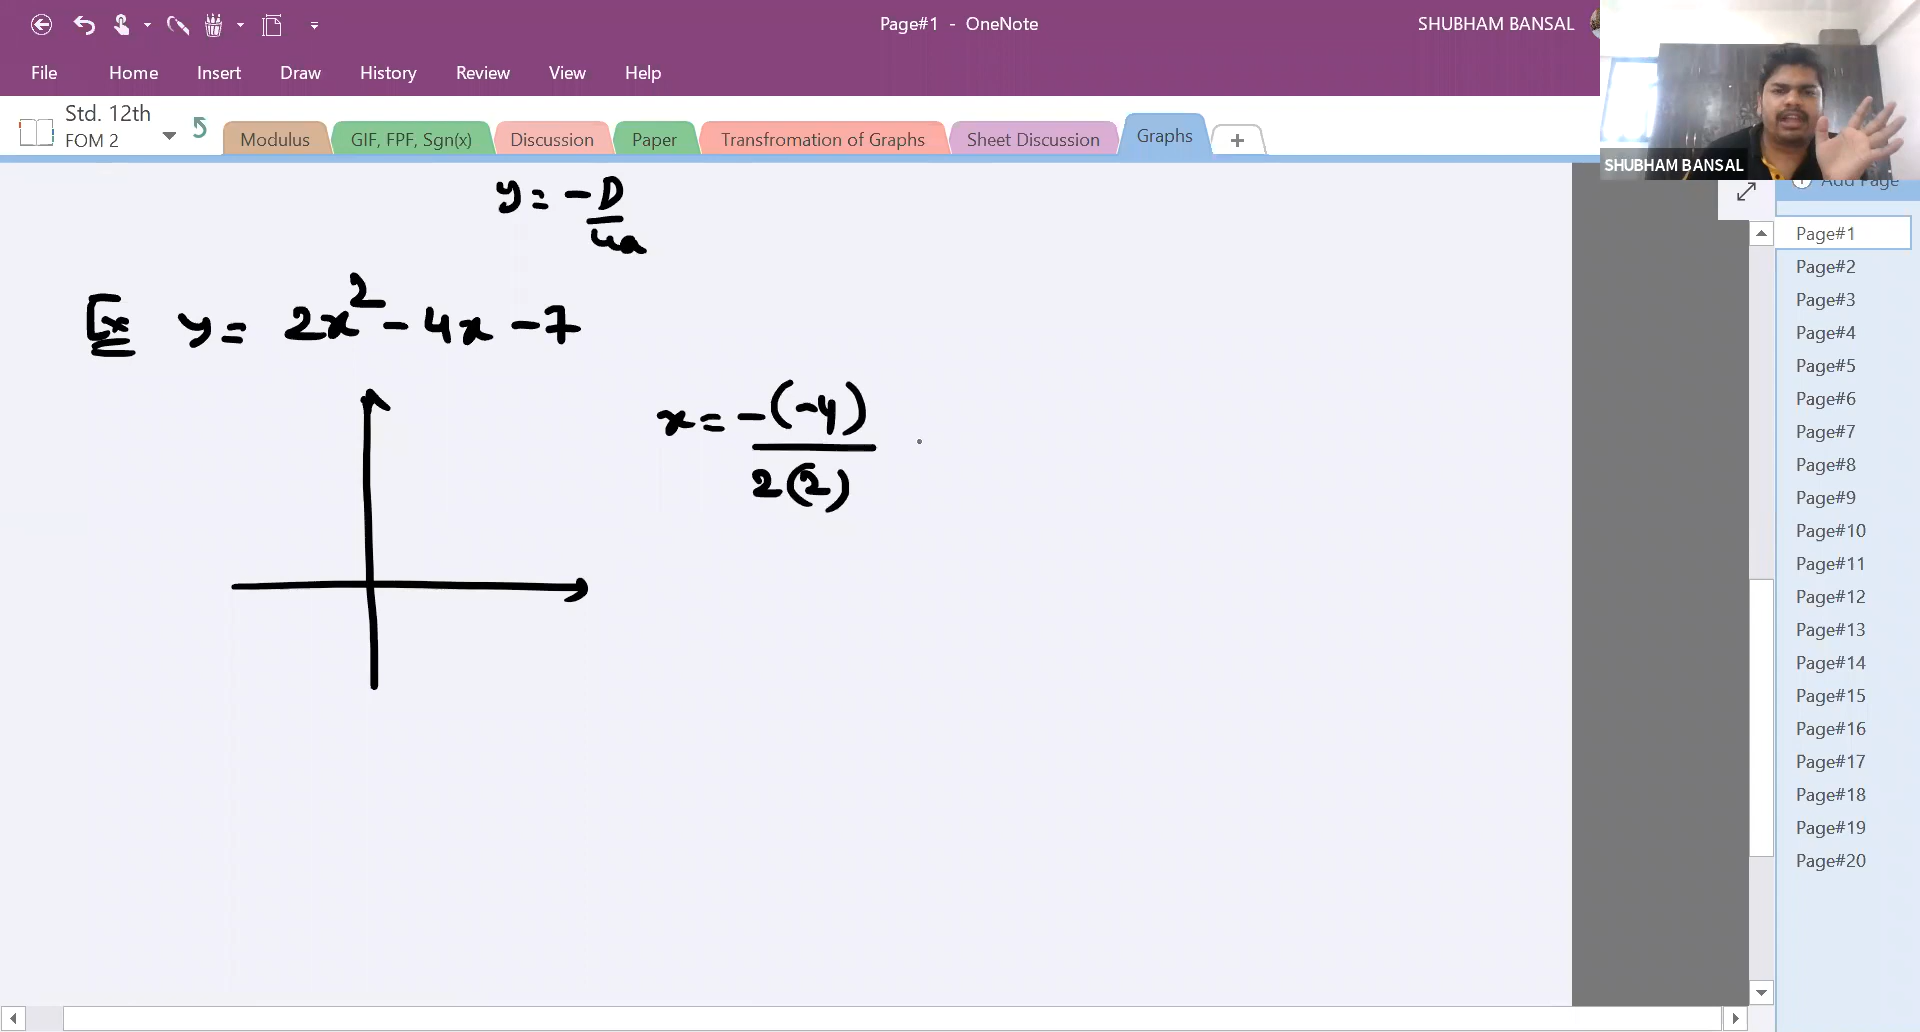 Page#1 - OneNote
SHUBHAM BANSAL
File Home Insert Draw History Review View Help
Std. 12th
FOM 2
Modulus GIF, FPF, Sgn(x) Discussion Paper Transfromation of Graphs Sheet Discussion Graphs +
SHUBHAM BANSAL
Add Page
y = -D/4a
Ex y = 2x² - 4x - 7
x = -(-4)/2(2)
Page#1
Page#2
Page#3
Page#4
Page#5
Page#6
Page#7
Page#8
Page#9
Page#10
Page#11
Page#12
Page#13
Page#14
Page#15
Page#16
Page#17
Page#18
Page#19
Page#20